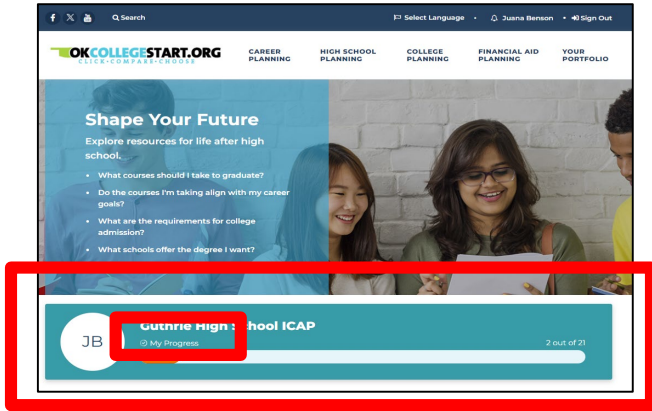 Search
Select Language
Juana Benson
Sign Out
OKCOLLEGESTART.ORG
CLICK-COMPARE-CHOOSE
CAREER
PLANNING
HIGH SCHOOL
PLANNING
COLLEGE
PLANNING
FINANCIAL AID
PLANNING
YOUR
PORTFOLIO
Shape Your Future
Explore resources for life after high
school.
• What courses should I take to graduate?
• Do the courses I'm taking align with my career
goals?
• What are the requirements for college
admission?
• What schools offer the degree I want?
JB
Guthrie High School ICAP
My Progress
2 out of 21